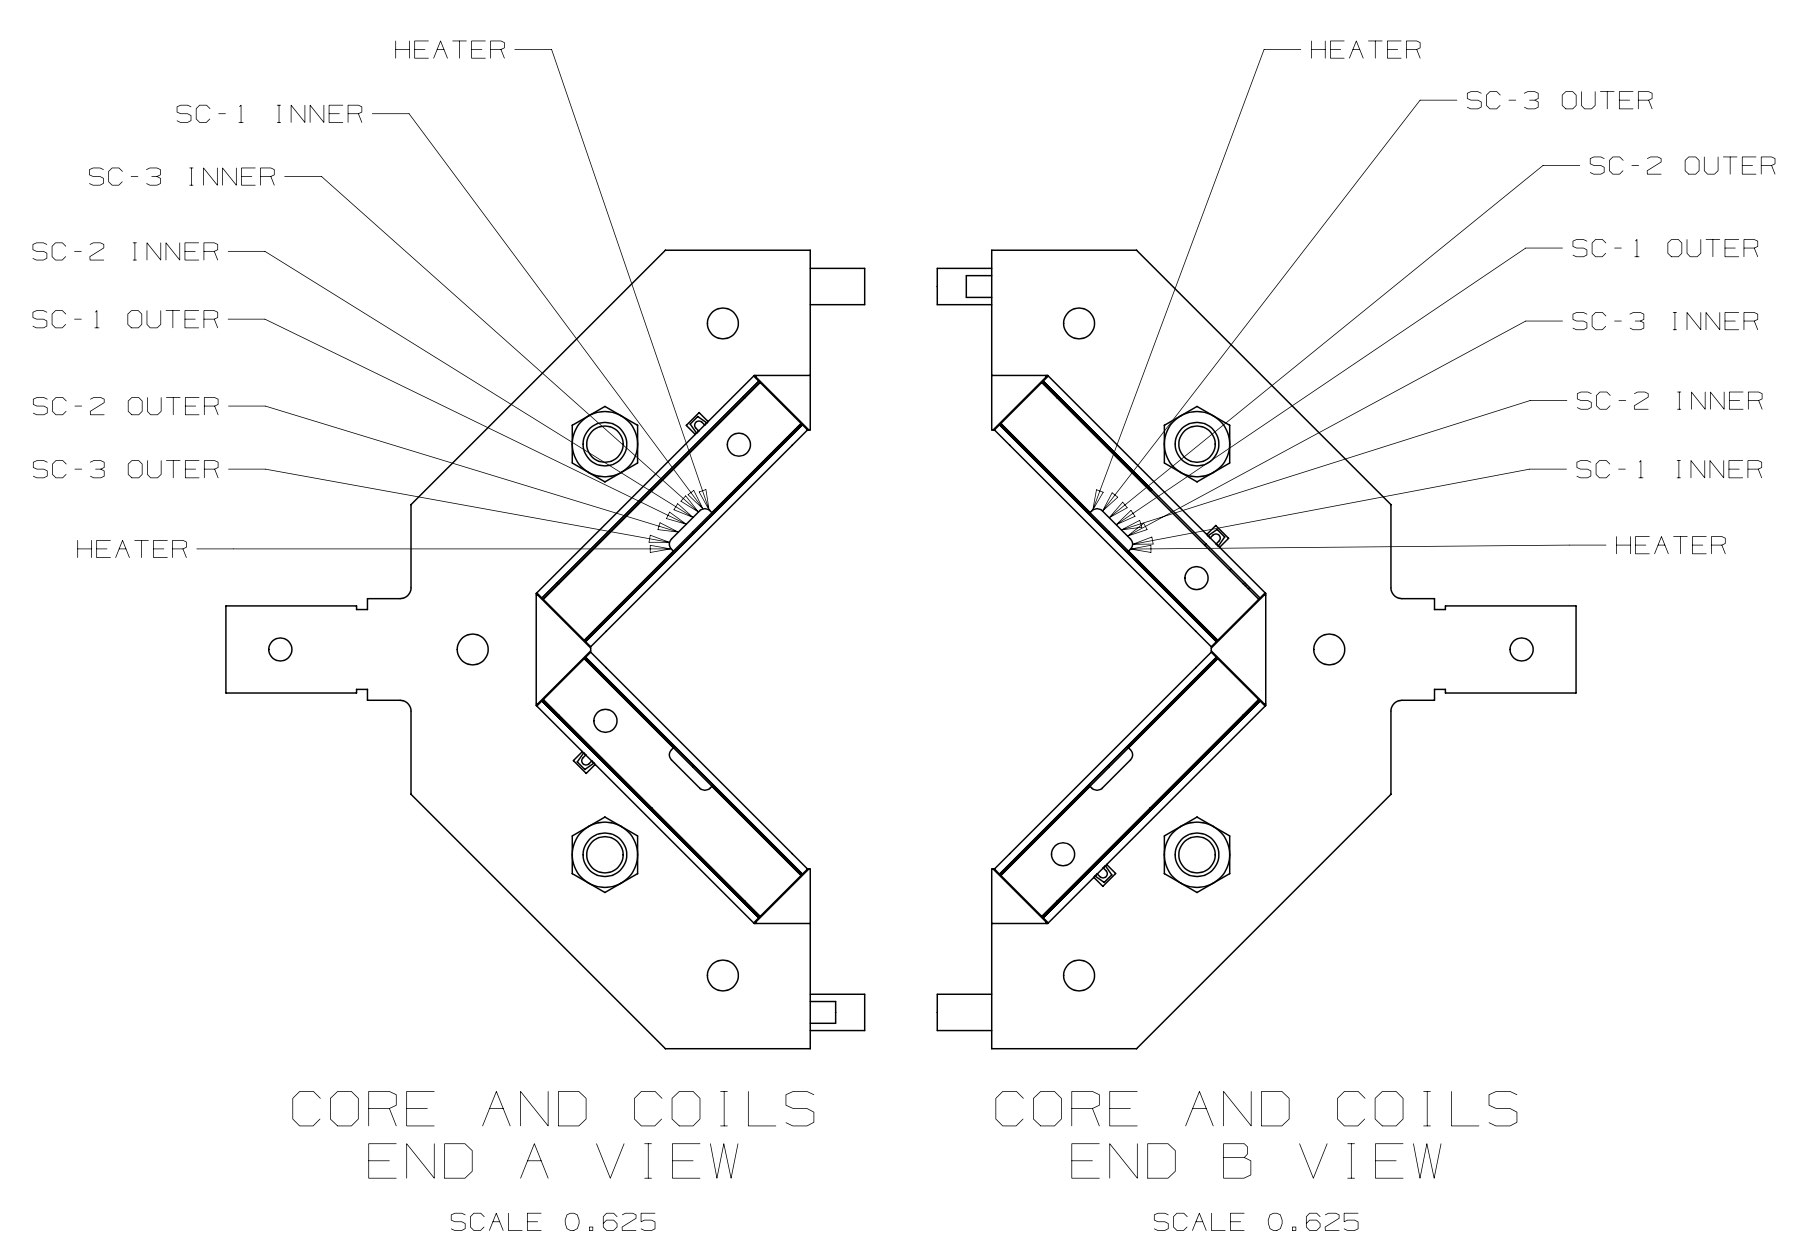 HEATER
SC-1 INNER
SC-3 INNER
SC-2 INNER
SC-1 OUTER
SC-2 OUTER
SC-3 OUTER
HEATER
HEATER
SC-3 OUTER
SC-2 OUTER
SC-1 OUTER
SC-3 INNER
SC-2 INNER
SC-1 INNER
HEATER
CORE AND COILS
END A VIEW
SCALE 0.625
CORE AND COILS
END B VIEW
SCALE 0.625